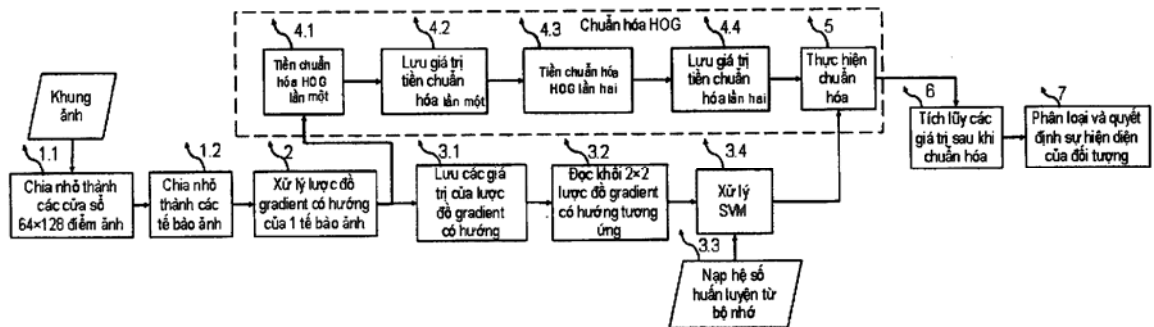 Chuẩn hóa HOG
4.1
Tiền chuẩn
hóa HOG
lần một
4.2
Lưu giá trị
tiền chuẩn
hóa lần một
4.3
Tiền chuẩn hóa
HOG lần hai
4.4
Lưu giá trị
tiền chuẩn
hóa lần hai
5
Thực hiện
chuẩn
hóa
Khung
ảnh
1.1
Chia nhỏ thành
các cửa sổ
64×128 điểm ảnh
1.2
Chia nhỏ
thành các
tế bào ảnh
2
Xử lý lược đồ
gradient có hướng
của 1 tế bào ảnh
3.1
Lưu các giá
trị của lược
đồ gradient
có hướng
3.2
Đọc khối 2×2
lược đồ gradient
có hướng tương
ứng
3.4
Xử lý
SVM
3.3
Nạp hệ số
huấn luyện từ
bộ nhớ
6
Tích lũy các
giá trị sau khi
chuẩn hóa
7
Phân loại và quyết
định sự hiện diện
của đối tượng